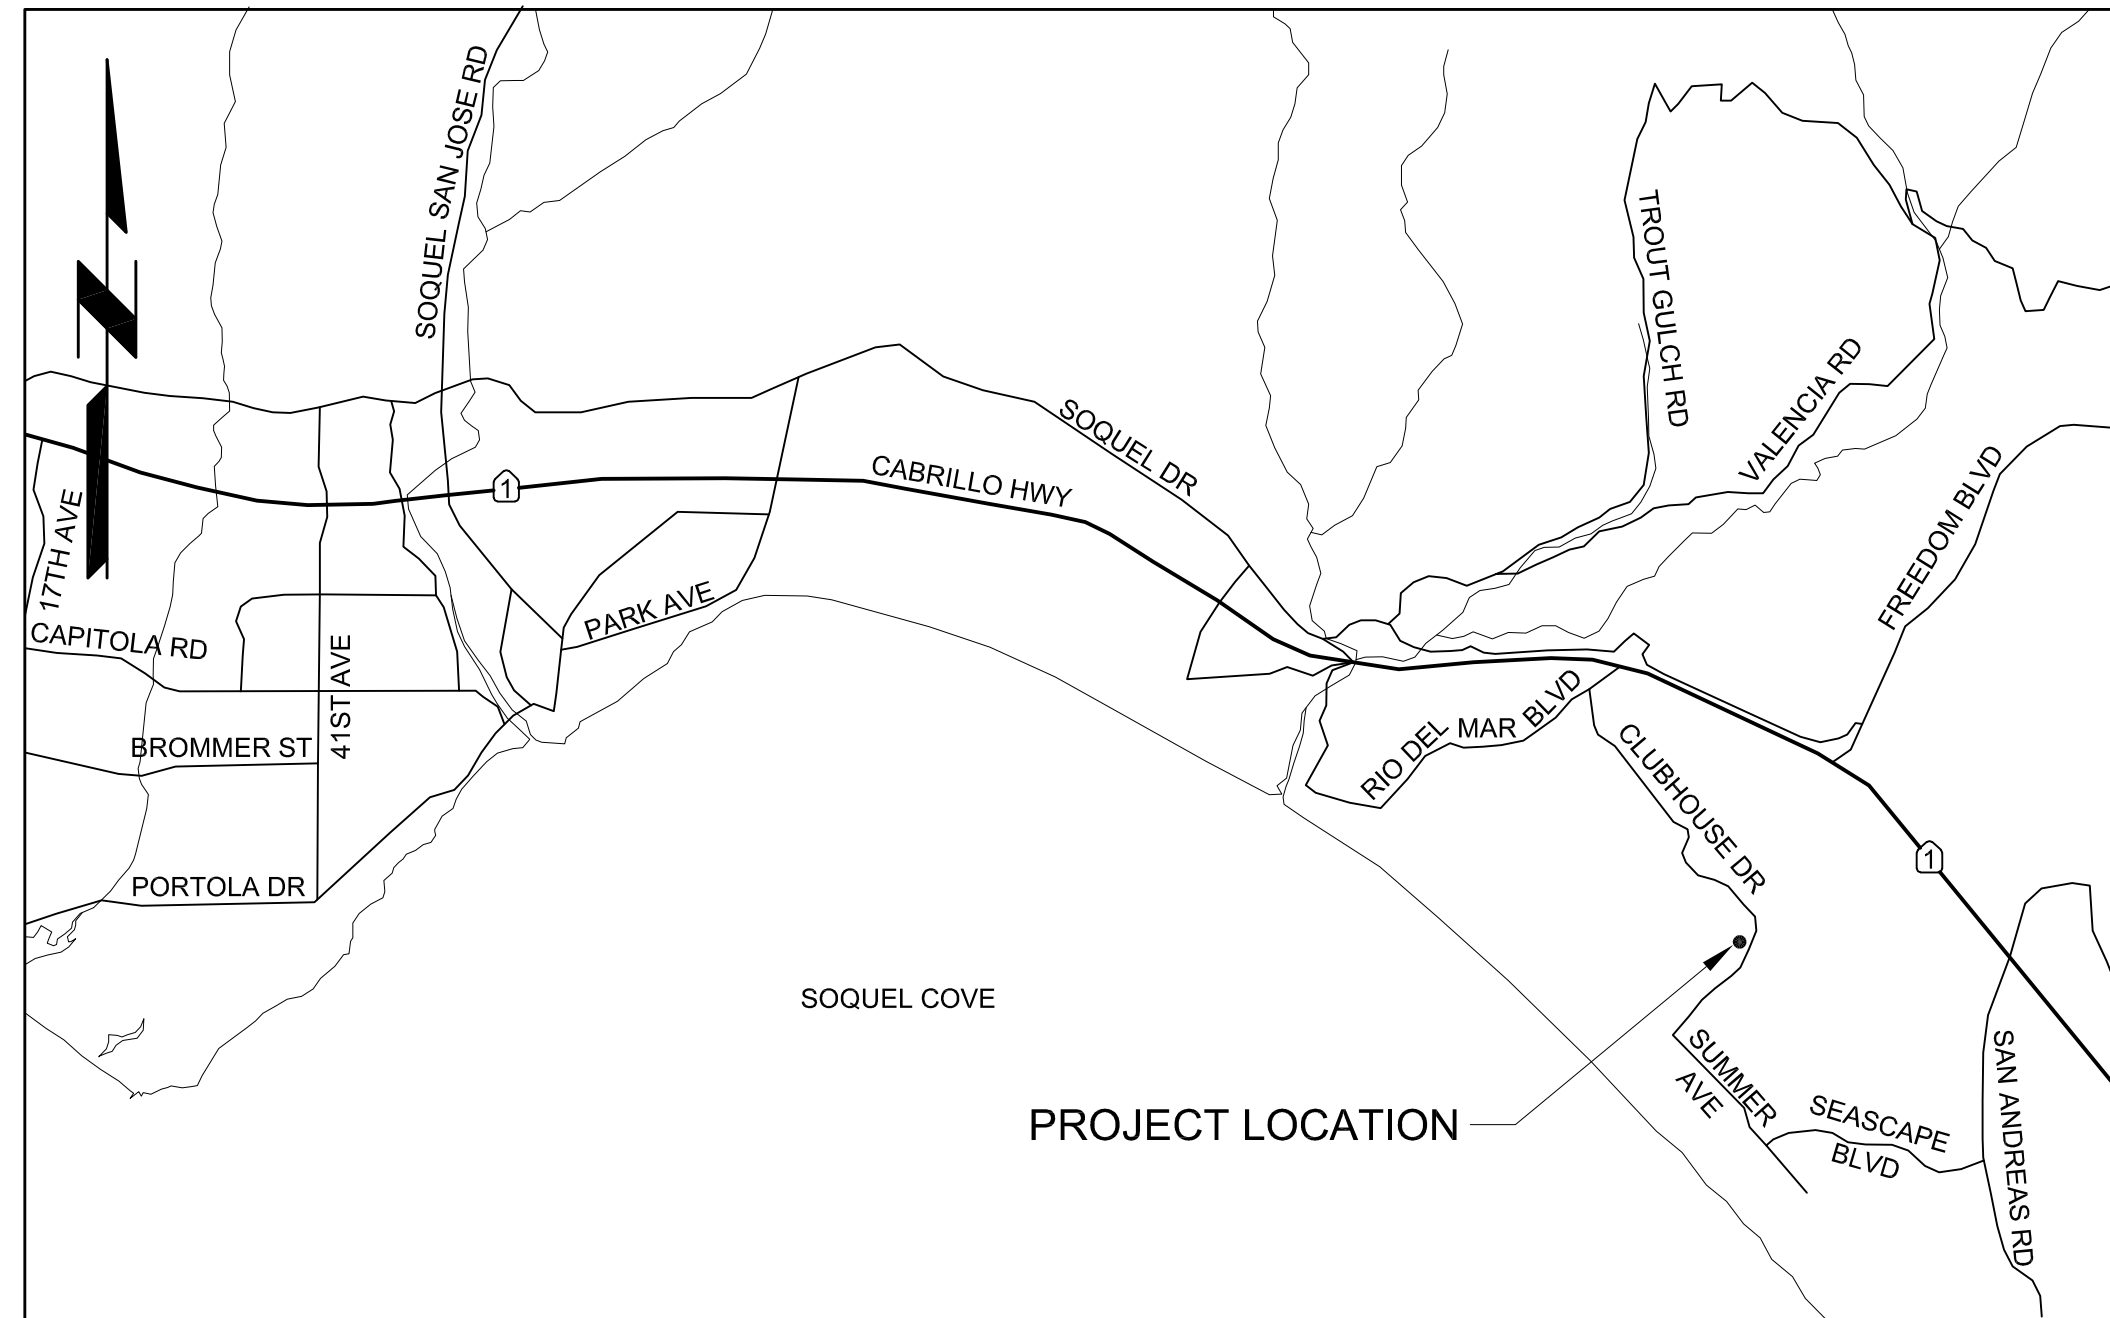 SOQUEL SAN JOSE RD
TROUT GULCH RD
VALENCIA RD
SOQUEL DR
CABRILLO HWY
1
FREEDOM BLVD
17TH AVE
PARK AVE
CAPITOLA RD
41ST AVE
BROMMER ST
RIO DEL MAR BLVD
CLUBHOUSE DR
1
PORTOLA DR
SOQUEL COVE
PROJECT LOCATION
SUMMER
AVE
SEASCAPE
BLVD
SAN ANDREAS RD
Z